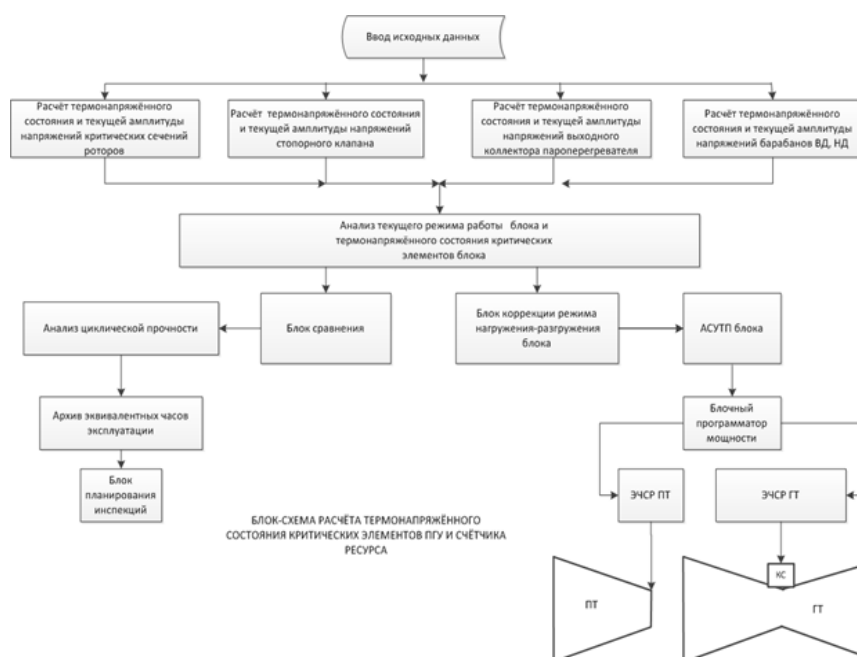 Ввод исходных данных
Расчёт термонапряжённого
состояния и текущей амплитуды
напряжений критических сечений
роторов
Расчёт термонапряжённого состояния
и текущей амплитуды напряжений
стопорного клапана
Расчёт термонапряжённого
состояния и текущей амплитуды
напряжений выходного
коллектора пароперегревателя
Расчёт термонапряжённого
состояния и текущей амплитуды
напряжений барабанов ВД, НД
Анализ текущего режима работы блока и
термонапряжённого состояния критических
элементов блока
Анализ циклической прочности
Блок сравнения
Блок коррекции режима
нагружения-разгружения
блока
АСУТП блока
Архив эквивалентных часов
эксплуатации
Блочный
программатор
мощности
Блок
планирования
инспекций
ЭЧСР ПТ
ЭЧСР ГТ
БЛОК-СХЕМА РАСЧЁТА ТЕРМОНАПРЯЖЁННОГО
СОСТОЯНИЯ КРИТИЧЕСКИХ ЭЛЕМЕНТОВ ПГУ И СЧЁТЧИКА
РЕСУРСА
КС
ПТ
ГТ